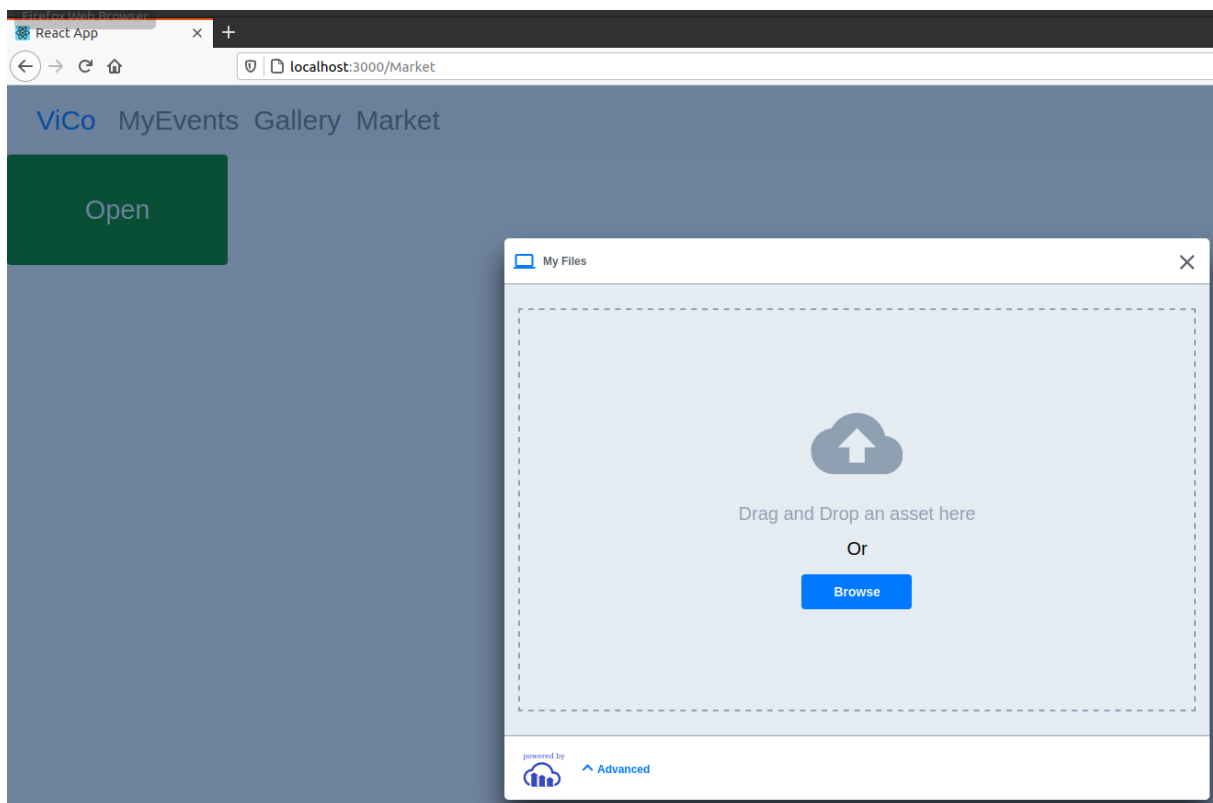 Firefox Web Browser
React App
localhost:3000/Market
ViCo MyEvents Gallery Market
Open
My Files
Drag and Drop an asset here
Or
Browse
powered by
Advanced